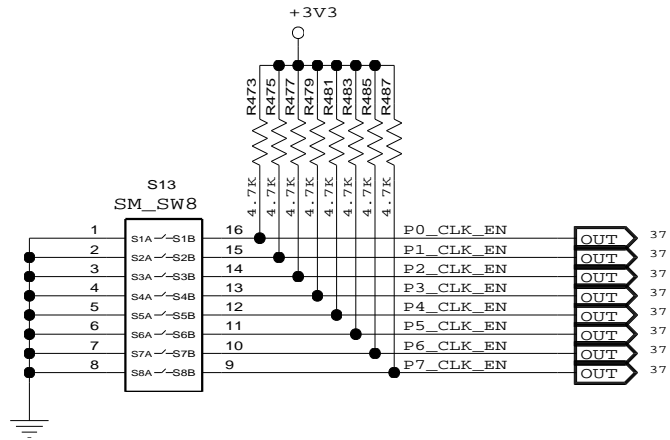 +3V3
R473
R475
R477
R479
R481
R483
R485
R487
4.7K
4.7K
4.7K
4.7K
4.7K
4.7K
4.7K
4.7K
S13
SM_SW8
1 S1A S1B 16 P0_CLK_EN OUT 37
2 S2A S2B 15 P1_CLK_EN OUT 37
3 S3A S3B 14 P2_CLK_EN OUT 37
4 S4A S4B 13 P3_CLK_EN OUT 37
5 S5A S5B 12 P4_CLK_EN OUT 37
6 S6A S6B 11 P5_CLK_EN OUT 37
7 S7A S7B 10 P6_CLK_EN OUT 37
8 S8A S8B 9 P7_CLK_EN OUT 37